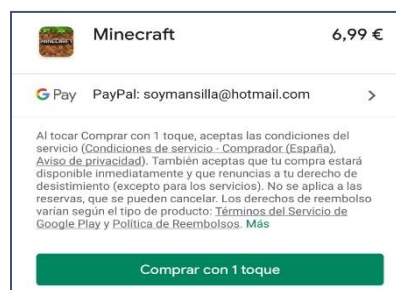 MINECRAFT
Minecraft 6,99 €
G Pay PayPal: soymansilla@hotmail.com >
Al tocar Comprar con 1 toque, aceptas las condiciones del
servicio (Condiciones de servicio - Comprador (España),
Aviso de privacidad). También aceptas que tu compra estará
disponible inmediatamente y que renuncias a tu derecho de
desistimiento (excepto para los servicios). No se aplica a las
reservas, que se pueden cancelar. Los derechos de reembolso
varían según el tipo de producto: Términos del Servicio de
Google Play y Política de Reembolsos. Más
Comprar con 1 toque